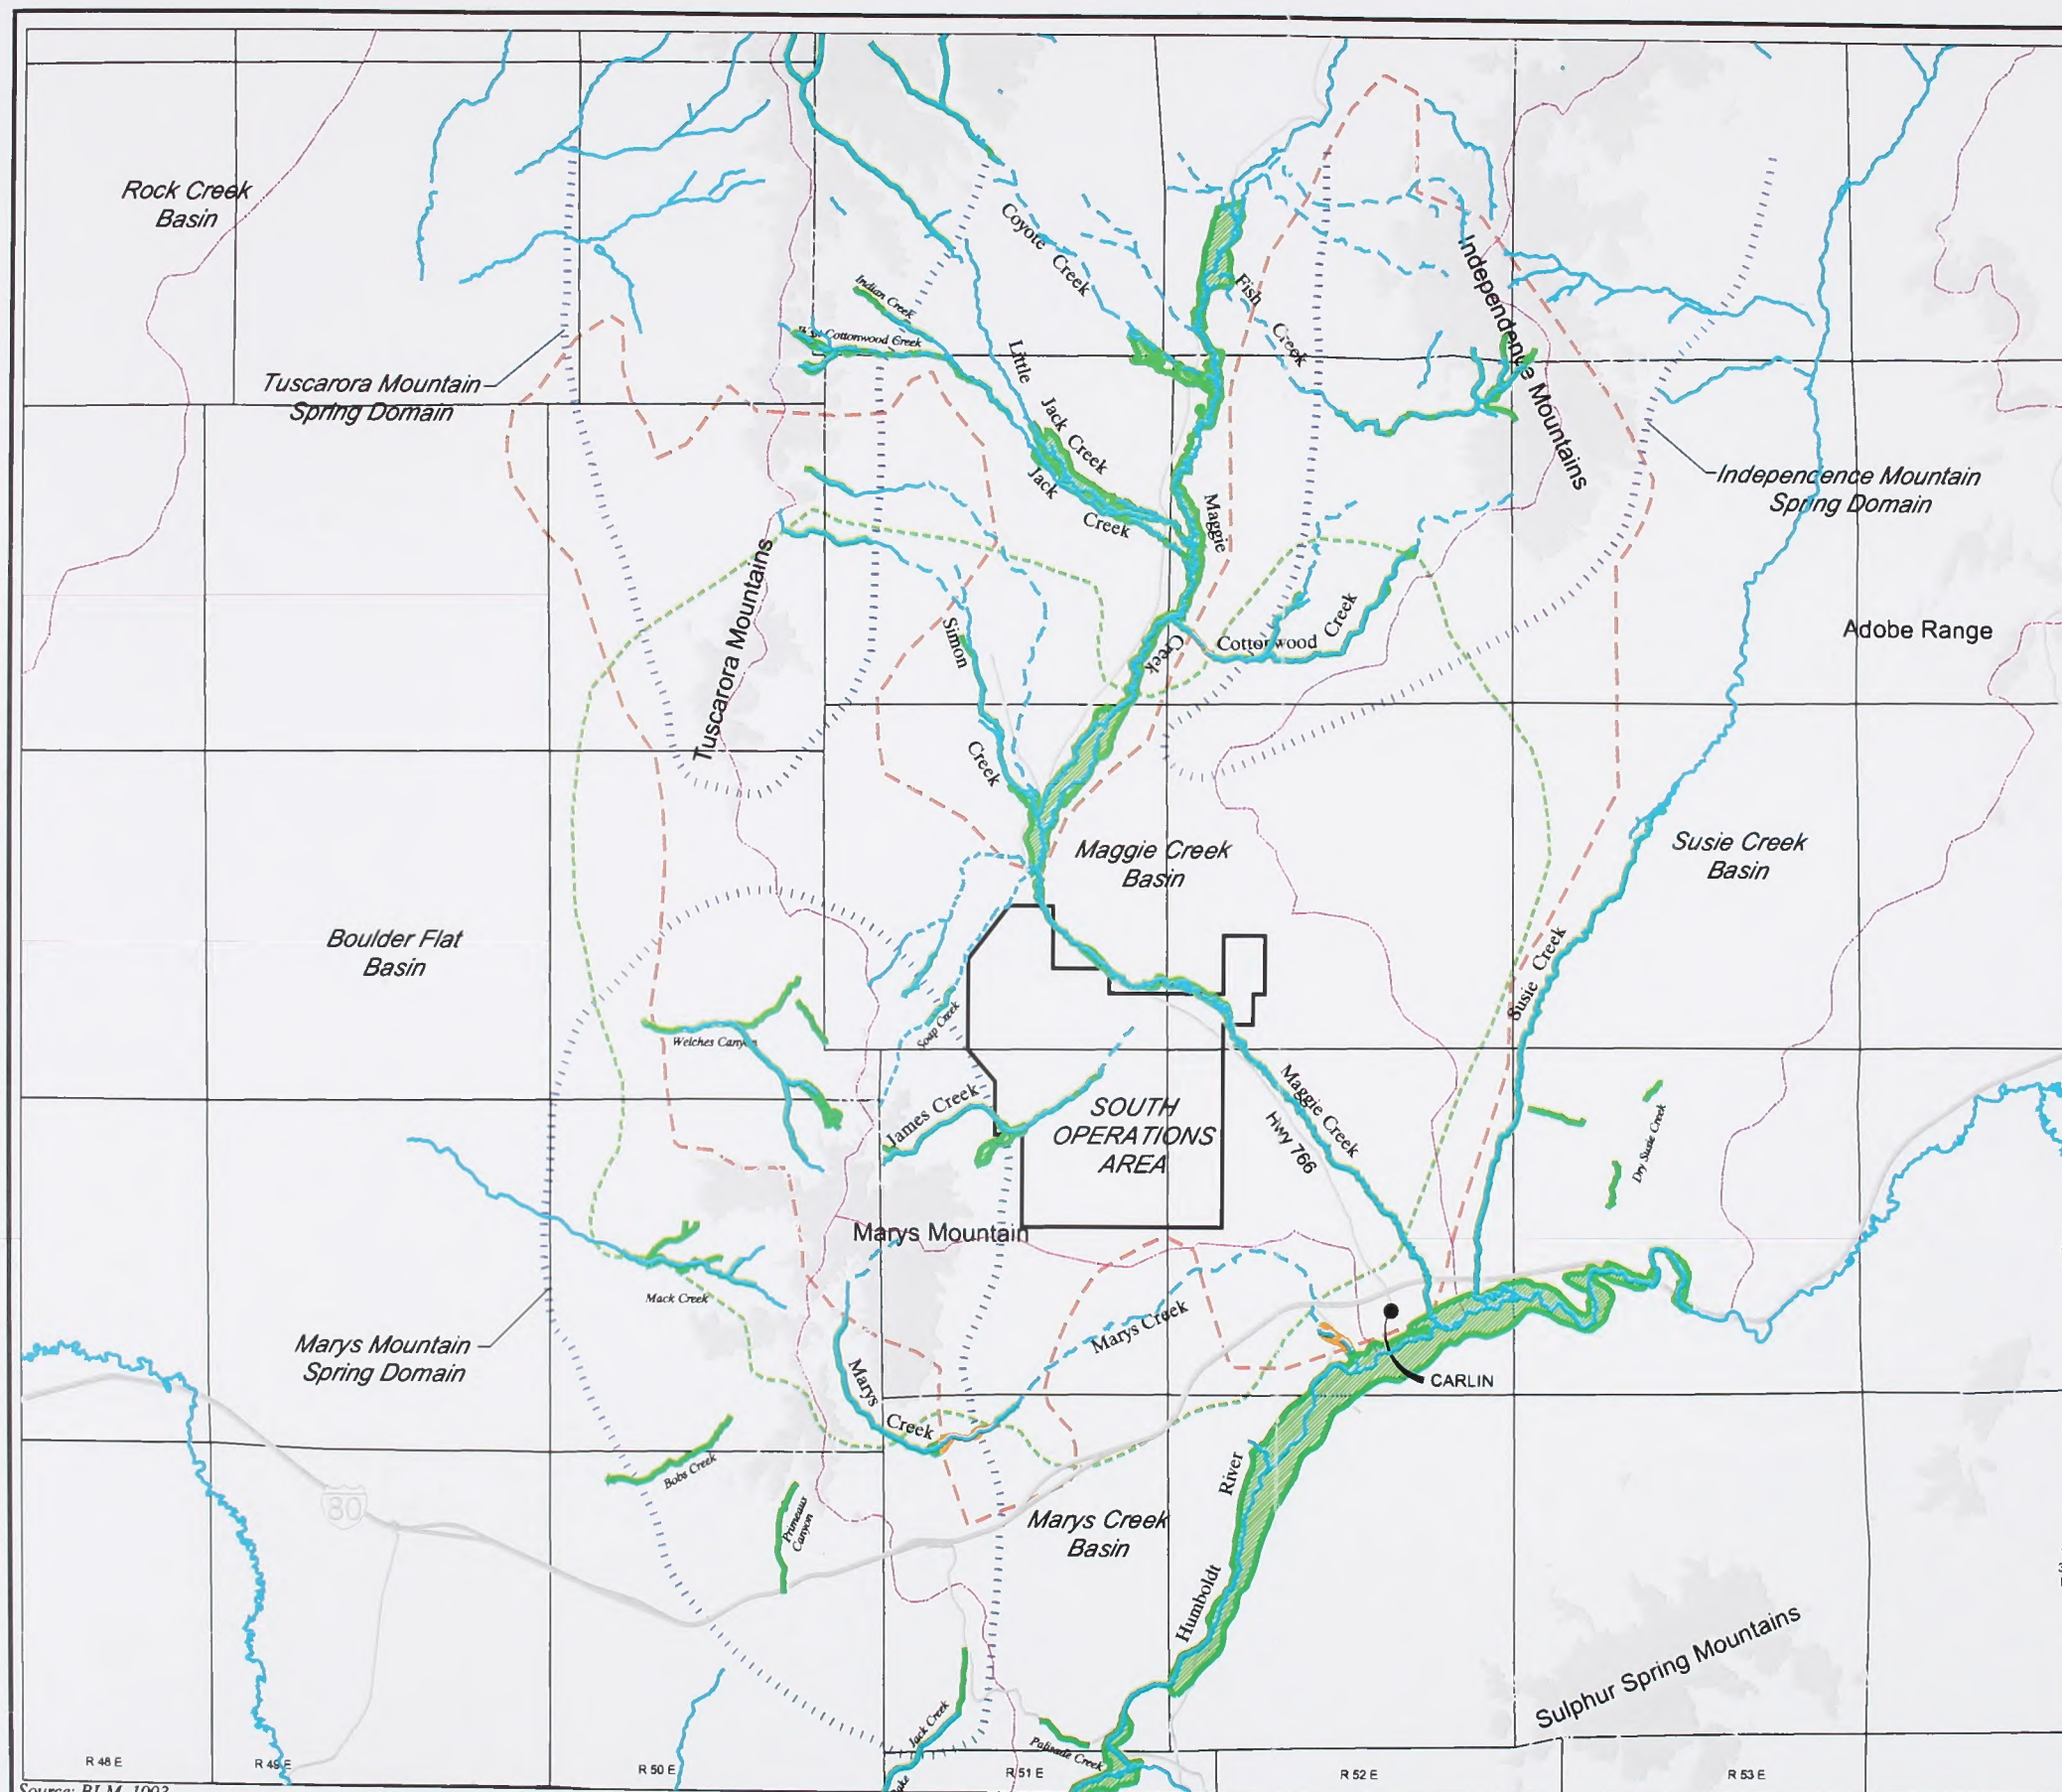 Rock Creek
Basin
Tuscarora Mountain
Spring Domain
Indian Creek
Cottonwood Creek
Coyote Creek
Little
Jack Creek
Jack
Creek
Fish
Creek
Independence Mountains
Independence Mountain
Spring Domain
Maggie
Creek
Cottonwood
Creek
Adobe Range
Tuscarora Mountains
Simon
Creek
Maggie Creek
Basin
Susie Creek
Basin
Boulder Flat
Basin
Susie Creek
Welches Canyon
Soap Creek
James Creek
SOUTH
OPERATIONS
AREA
Maggie Creek
Hwy 766
Dry Susie Creek
Marys Mountain
Mack Creek
Marys Creek
Marys Mountain
Spring Domain
Marys
Creek
CARLIN
Bobs Creek
Primeaux
Canyon
80
Marys Creek
Basin
River
Humboldt
Sulphur Spring Mountains
Jack Creek
Palisade Creek
R 48 E
R 49 E
R 50 E
R 51 E
R 52 E
R 53 E
Source: BLM 1993